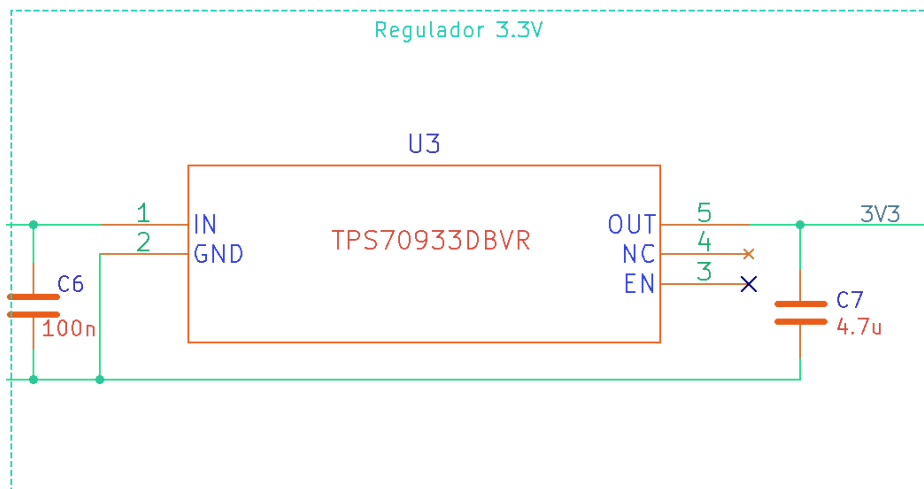 Regulador 3.3V
U3
1 IN
2 GND
TPS70933DBVR
OUT 5
NC 4
EN 3
3V3
C6
100n
C7
4.7u